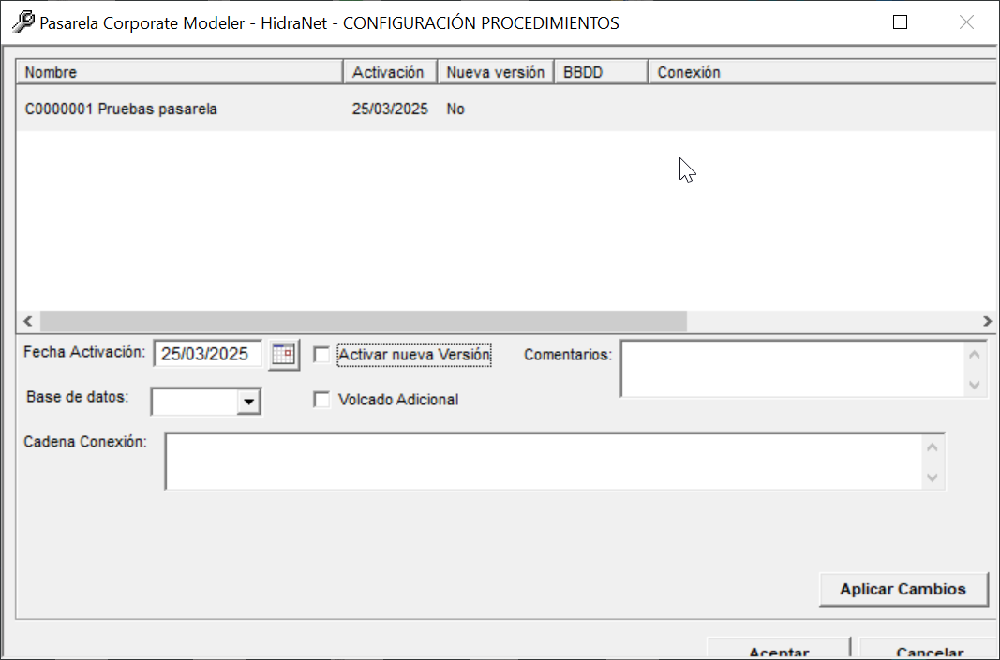 Pasarela Corporate Modeler - HidraNet - CONFIGURACIÓN PROCEDIMIENTOS
Nombre Activación Nueva versión BBDD Conexión
C0000001 Pruebas pasarela 25/03/2025 No
Fecha Activación: 25/03/2025 Activar nueva Versión Comentarios:
Base de datos: Volcado Adicional
Cadena Conexión:
Aplicar Cambios
Aceptar Cancelar